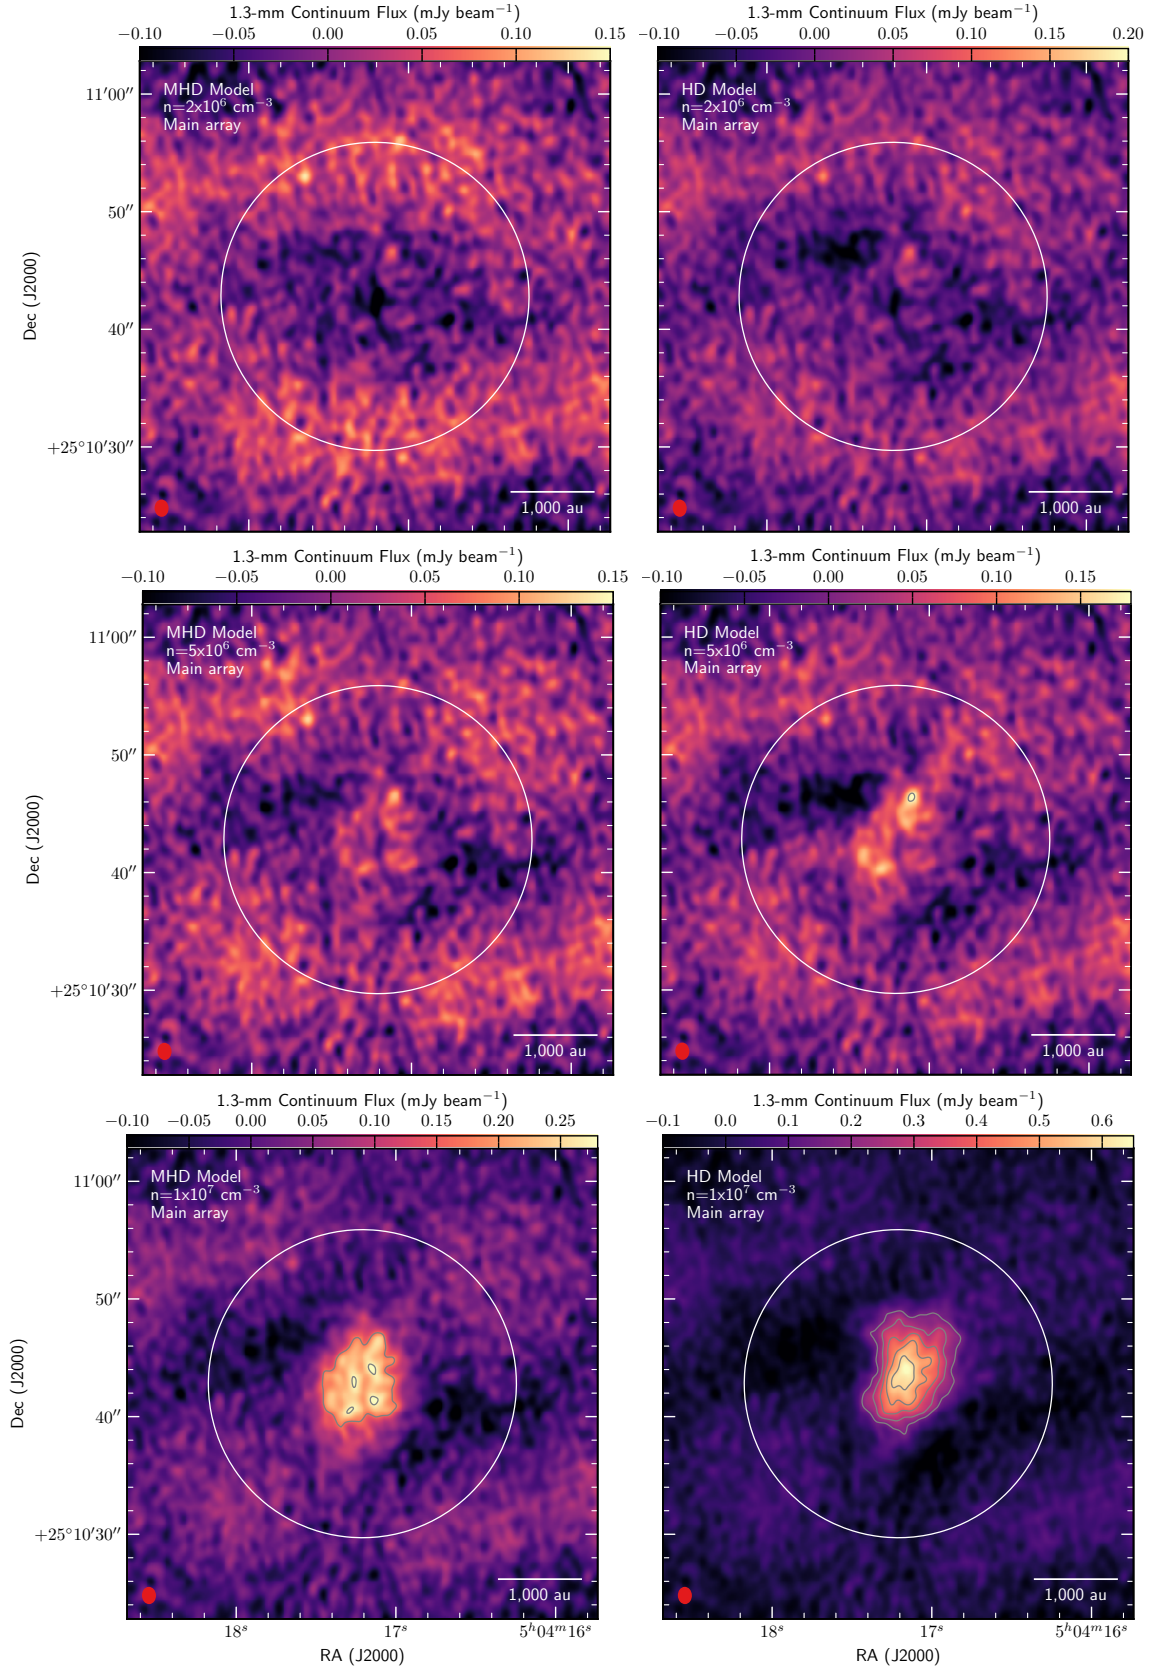 1.3-mm Continuum Flux (mJy beam⁻¹)
−0.10 −0.05 0.00 0.05 0.10 0.15
MHD Model
n=2x10⁶ cm⁻³
Main array
11′00″
50″
40″
+25°10′30″
Dec (J2000)
1,000 au
1.3-mm Continuum Flux (mJy beam⁻¹)
−0.10 −0.05 0.00 0.05 0.10 0.15 0.20
HD Model
n=2x10⁶ cm⁻³
Main array
1,000 au
1.3-mm Continuum Flux (mJy beam⁻¹)
−0.10 −0.05 0.00 0.05 0.10 0.15
MHD Model
n=5x10⁶ cm⁻³
Main array
11′00″
50″
40″
+25°10′30″
Dec (J2000)
1,000 au
1.3-mm Continuum Flux (mJy beam⁻¹)
−0.10 −0.05 0.00 0.05 0.10 0.15
HD Model
n=5x10⁶ cm⁻³
Main array
1,000 au
1.3-mm Continuum Flux (mJy beam⁻¹)
−0.10 −0.05 0.00 0.05 0.10 0.15 0.20 0.25
MHD Model
n=1x10⁷ cm⁻³
Main array
11′00″
50″
40″
+25°10′30″
Dec (J2000)
1,000 au
18ˢ 17ˢ 5ʰ04ᵐ16ˢ
RA (J2000)
1.3-mm Continuum Flux (mJy beam⁻¹)
−0.1 0.0 0.1 0.2 0.3 0.4 0.5 0.6
HD Model
n=1x10⁷ cm⁻³
Main array
1,000 au
18ˢ 17ˢ 5ʰ04ᵐ16ˢ
RA (J2000)